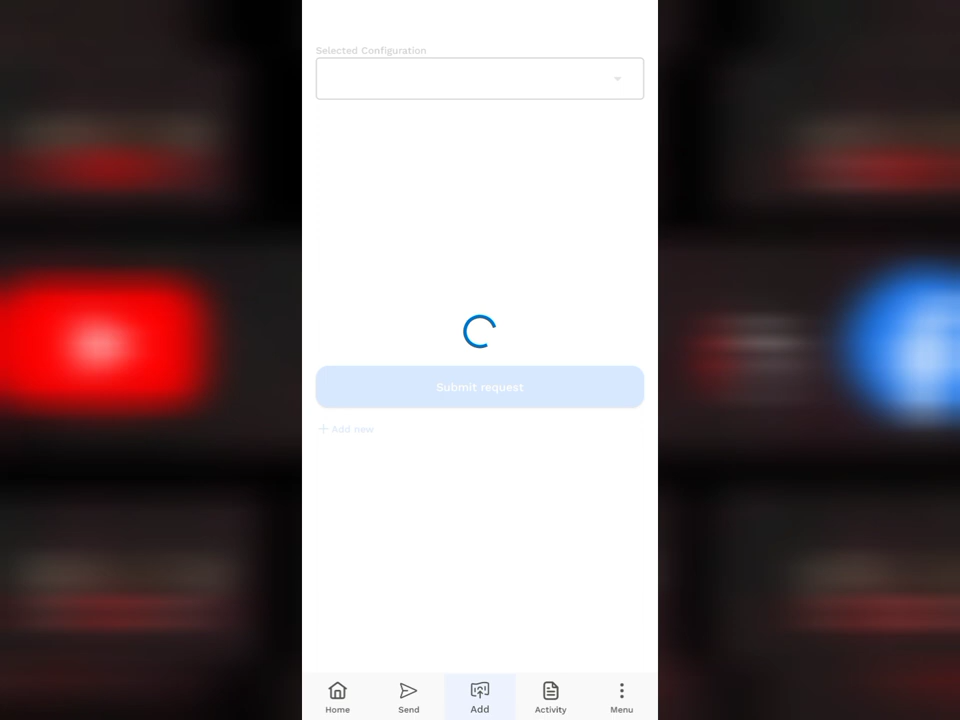 Selected Configuration
Submit request
Add new
Home
Send
Add
Activity
Menu